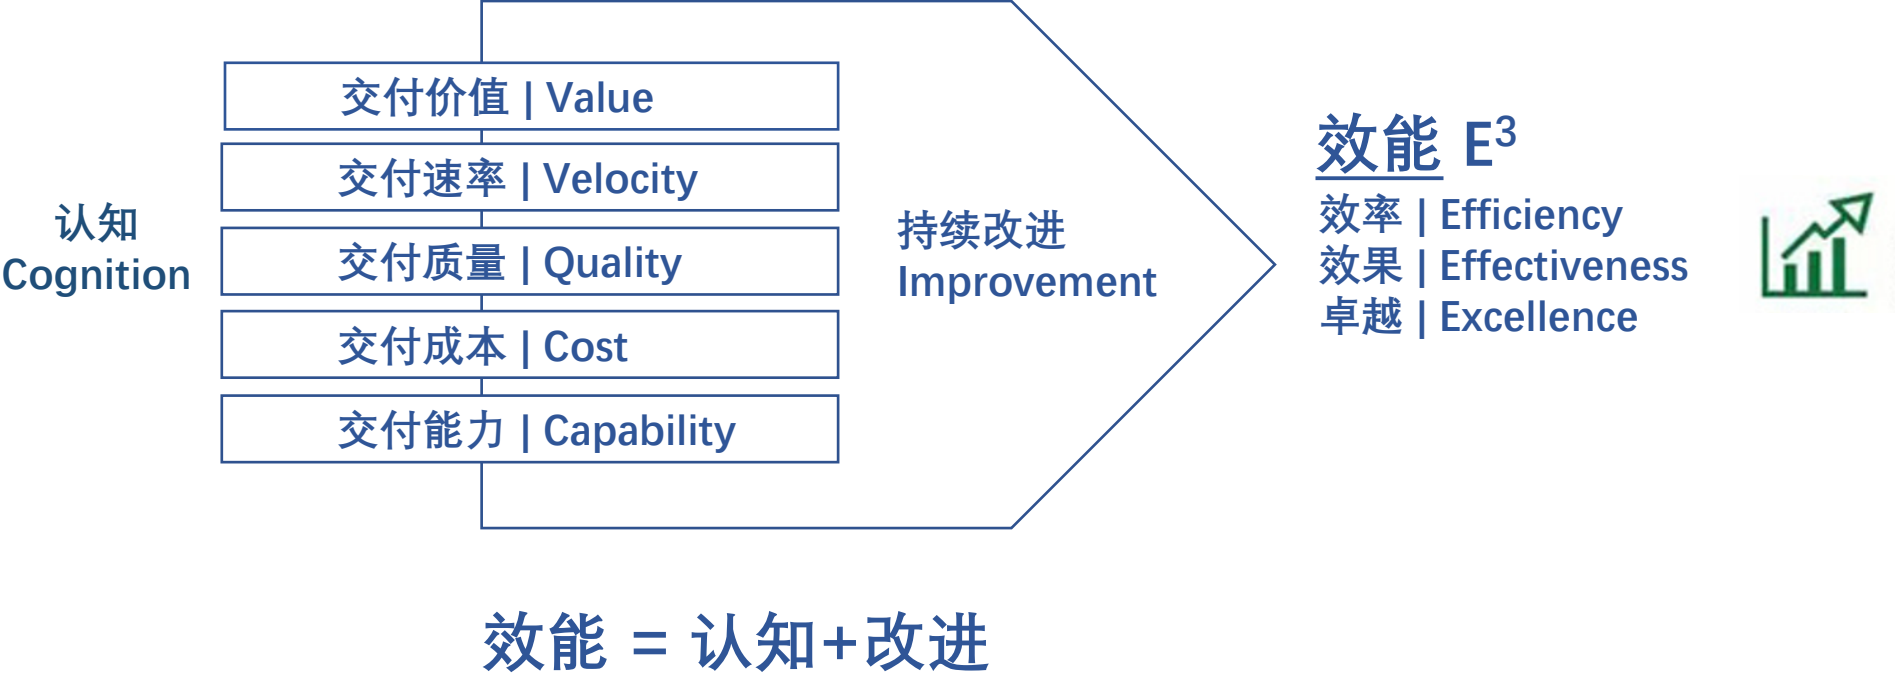 认知
Cognition
交付价值 | Value
交付速率 | Velocity
交付质量 | Quality
交付成本 | Cost
交付能力 | Capability
持续改进
Improvement
效能 E³
效率 | Efficiency
效果 | Effectiveness
卓越 | Excellence
效能 = 认知+改进